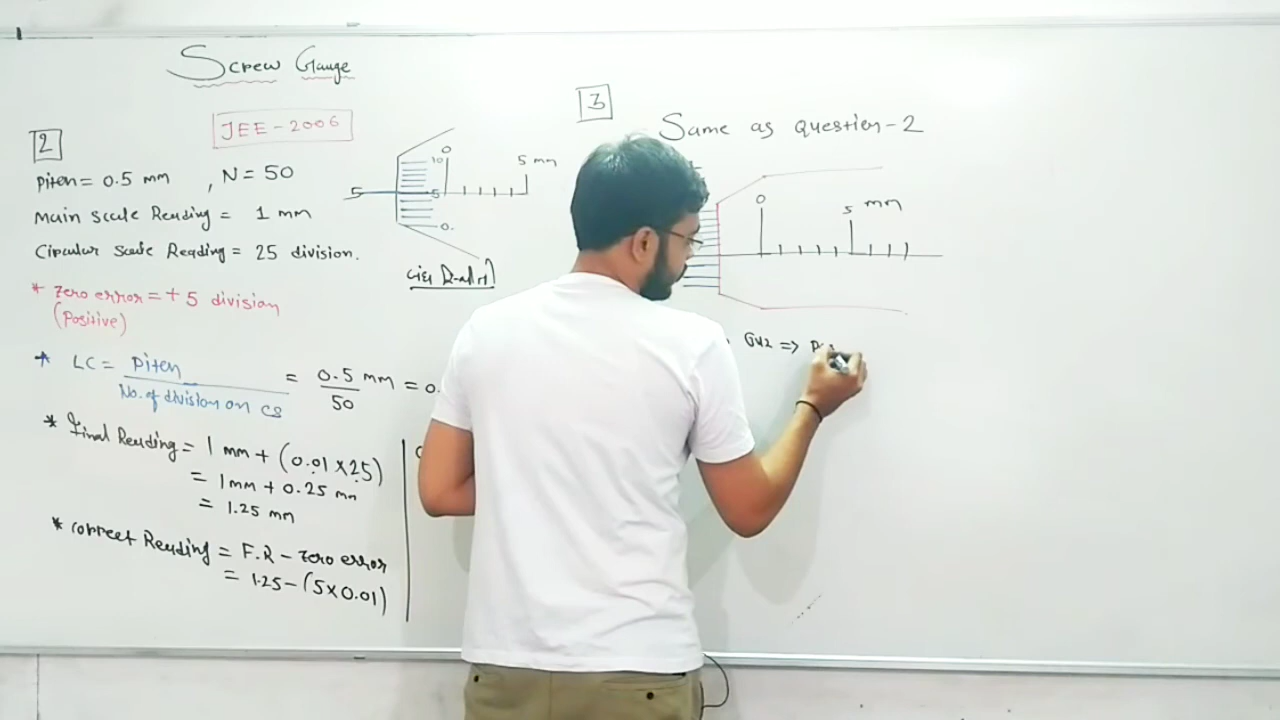 Screw Gauge
2
JEE-2006
Pitch = 0.5 mm , N = 50
Main scale Reading = 1 mm
Circular scale Reading = 25 division.
* Zero error = + 5 division
(Positive)
* LC = Pitch
No. of division on CS
= 0.5 mm = 0.
50
* Final Reading = 1 mm + (0.01 x 25)
= 1 mm + 0.25 mm
= 1.25 mm
* correct Reading = F.R - zero error
= 1.25 - (5 x 0.01)
0
5 mm
10
5
5
0.
3
Same as question-2
0
5 mm